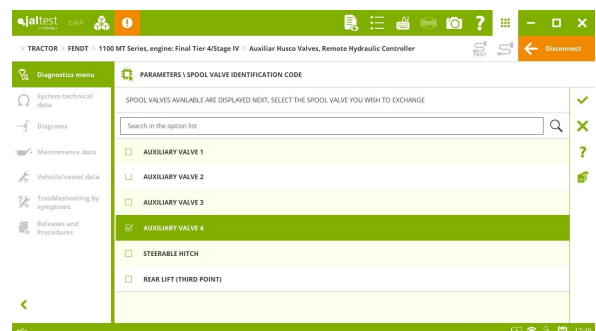 jaltest GRP
> TRACTOR > FENDT > 1100 MT Series, engine: Final Tier 4/Stage IV > Auxiliar Husco Valves, Remote Hydraulic Controller
TEST
Disconnect
Diagnostics menu
PARAMETERS \ SPOOL VALVE IDENTIFICATION CODE
System technical
data
SPOOL VALVES AVAILABLE ARE DISPLAYED NEXT, SELECT THE SPOOL VALVE YOU WISH TO EXCHANGE
Diagrams
Search in the option list
Maintenance data
AUXILIARY VALVE 1
Vehicle/vessel data
AUXILIARY VALVE 2
Troubleshooting by
symptoms
AUXILIARY VALVE 3
Releases and
Procedures
AUXILIARY VALVE 4
STEERABLE HITCH
REAR LIFT (THIRD POINT)